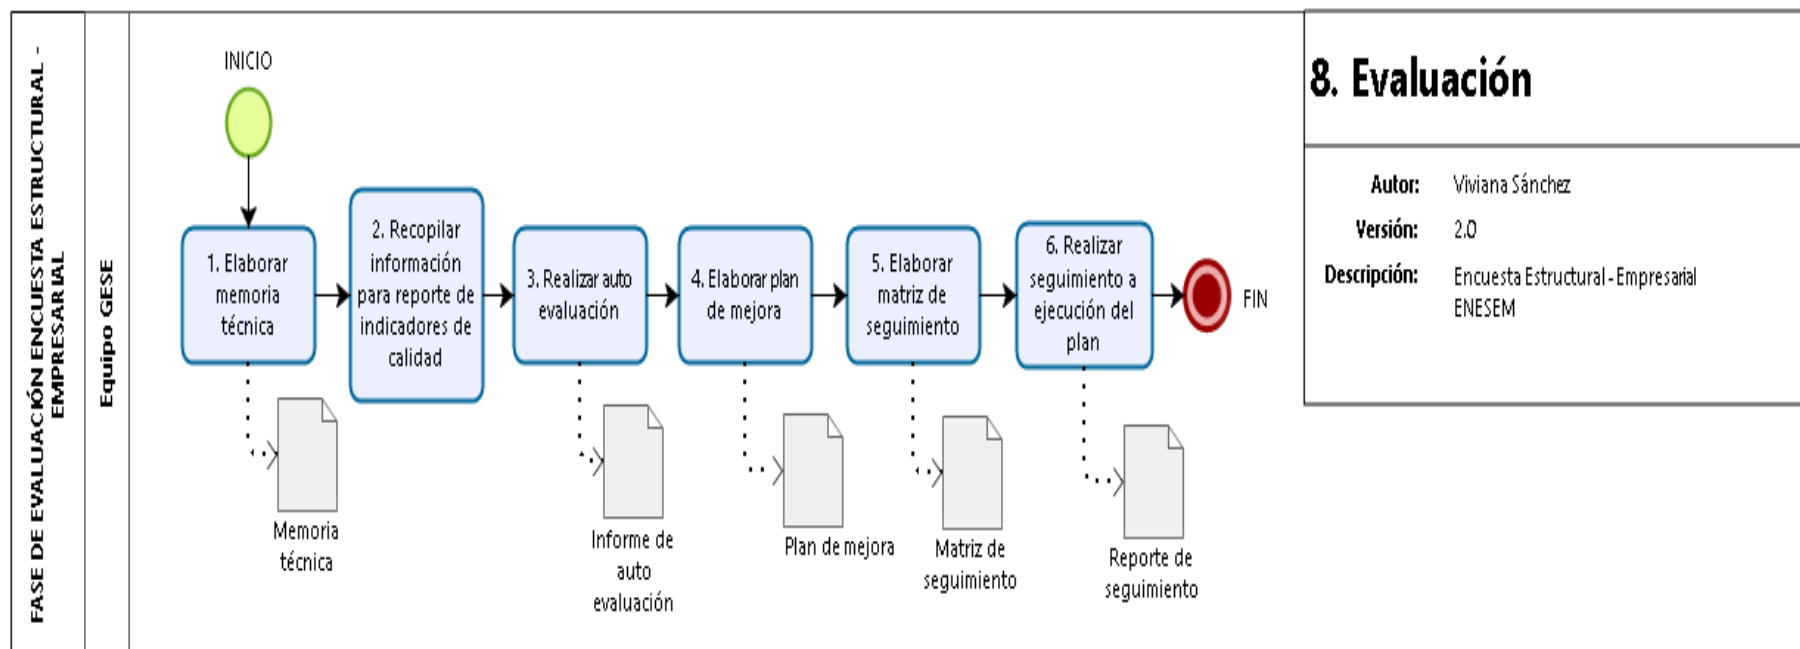 FASE DE EVALUACIÓN ENCUESTA ESTRUCTURAL -
EMPRESARIAL
Equipo GESE
INICIO
1. Elaborar
memoria
técnica
2. Recopilar
información
para reporte de
indicadores de
calidad
3. Realizar auto
evaluación
4. Elaborar plan
de mejora
5. Elaborar
matriz de
seguimiento
6. Realizar
seguimiento a
ejecución del
plan
FIN
Memoria
técnica
Informe de
auto
evaluación
Plan de mejora
Matriz de
seguimiento
Reporte de
seguimiento
8. Evaluación
Autor: Viviana Sánchez
Versión: 2.0
Descripción: Encuesta Estructural - Empresarial
ENESEM